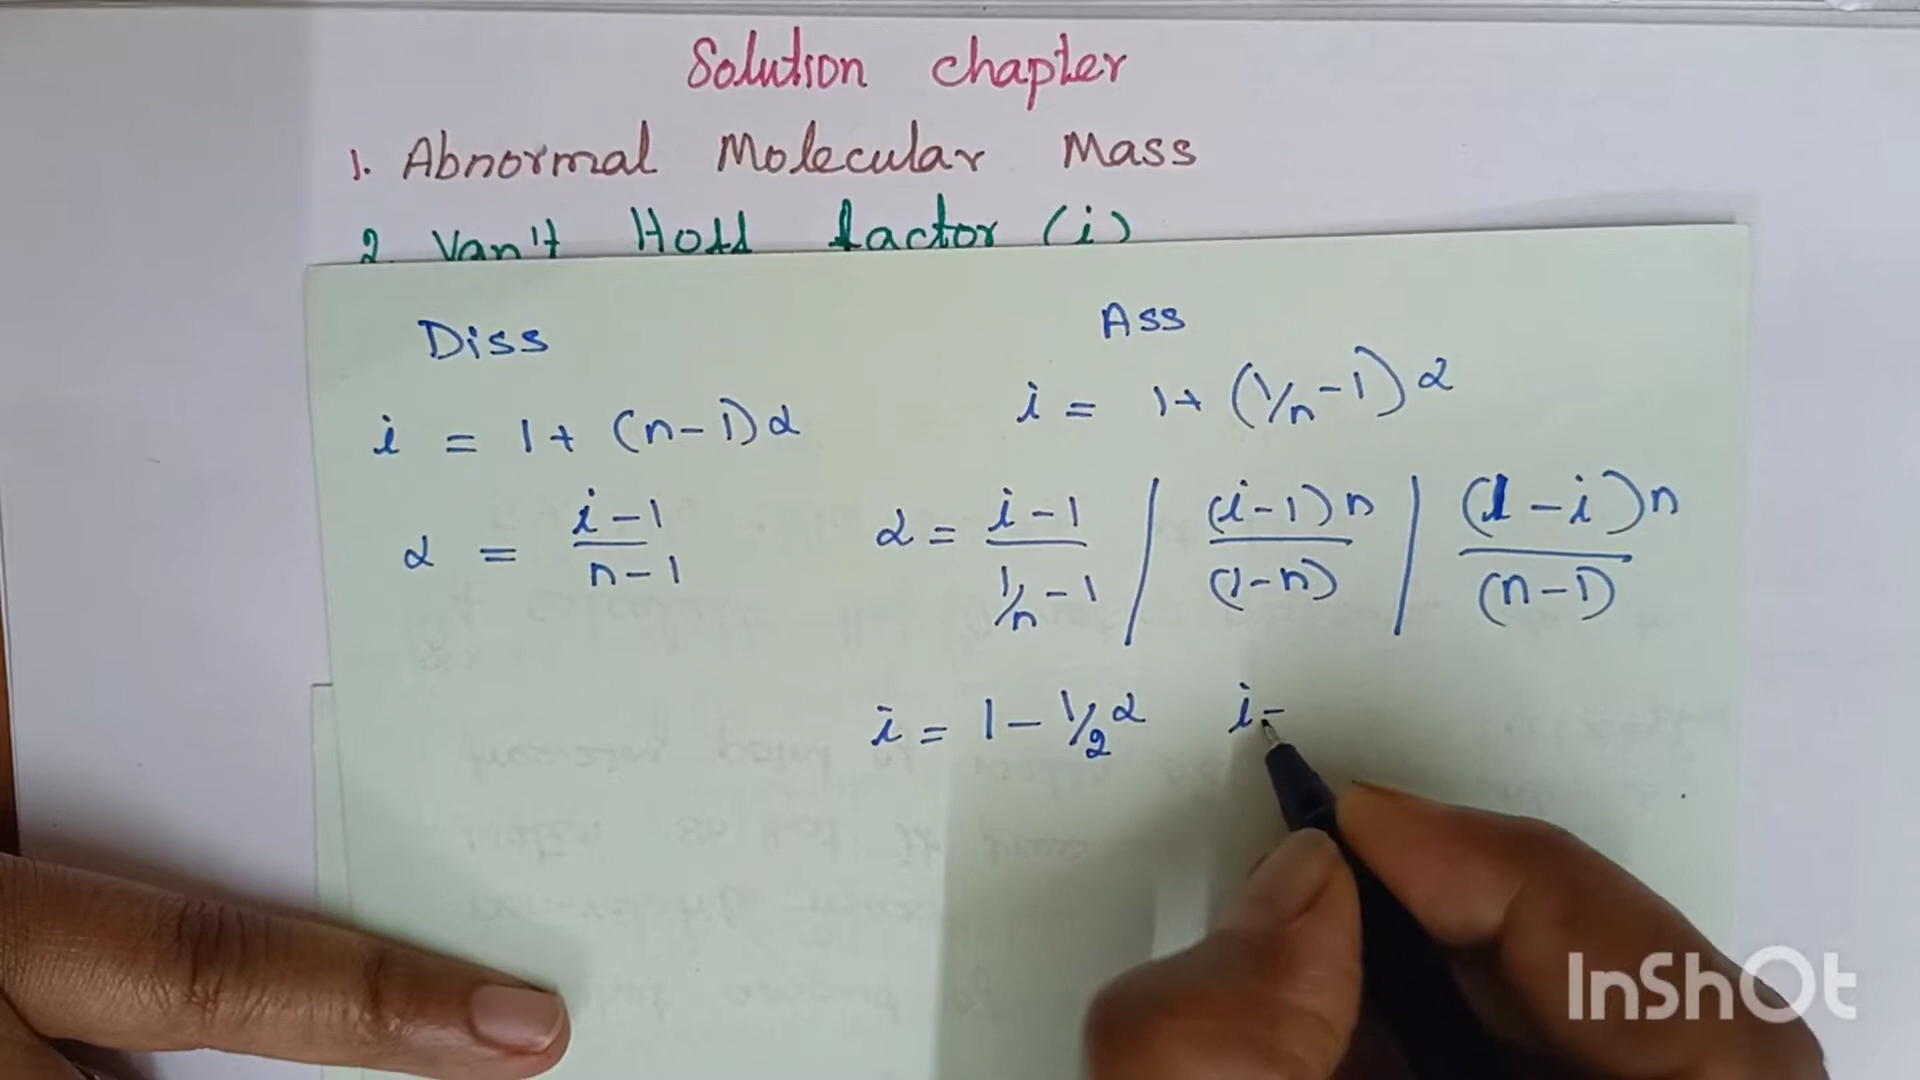 Solution chapter
1. Abnormal Molecular Mass
2. Van't Hoff factor (i)
Diss
i = 1 + (n-1)α
α = i-1 / n-1
Ass
i = 1+ (1/n -1) α
α = i-1 / 1/n -1 / (i-1)n / (1-n) / (1-i)n / (n-1)
i = 1 - 1/2 α i=
InShOt